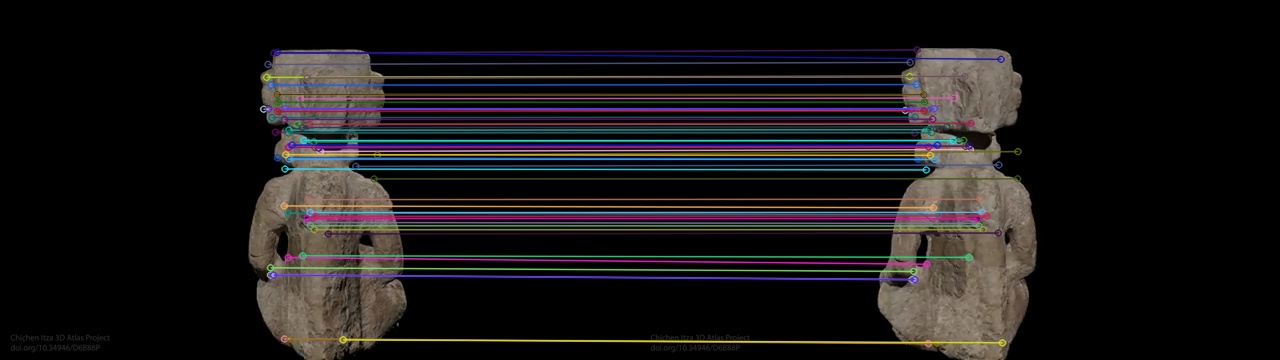 Chichen Itza 3D Atlas Project
doi.org/10.34946/D6B88P
Chichen Itza 3D Atlas Project
doi.org/10.34946/D6B88P